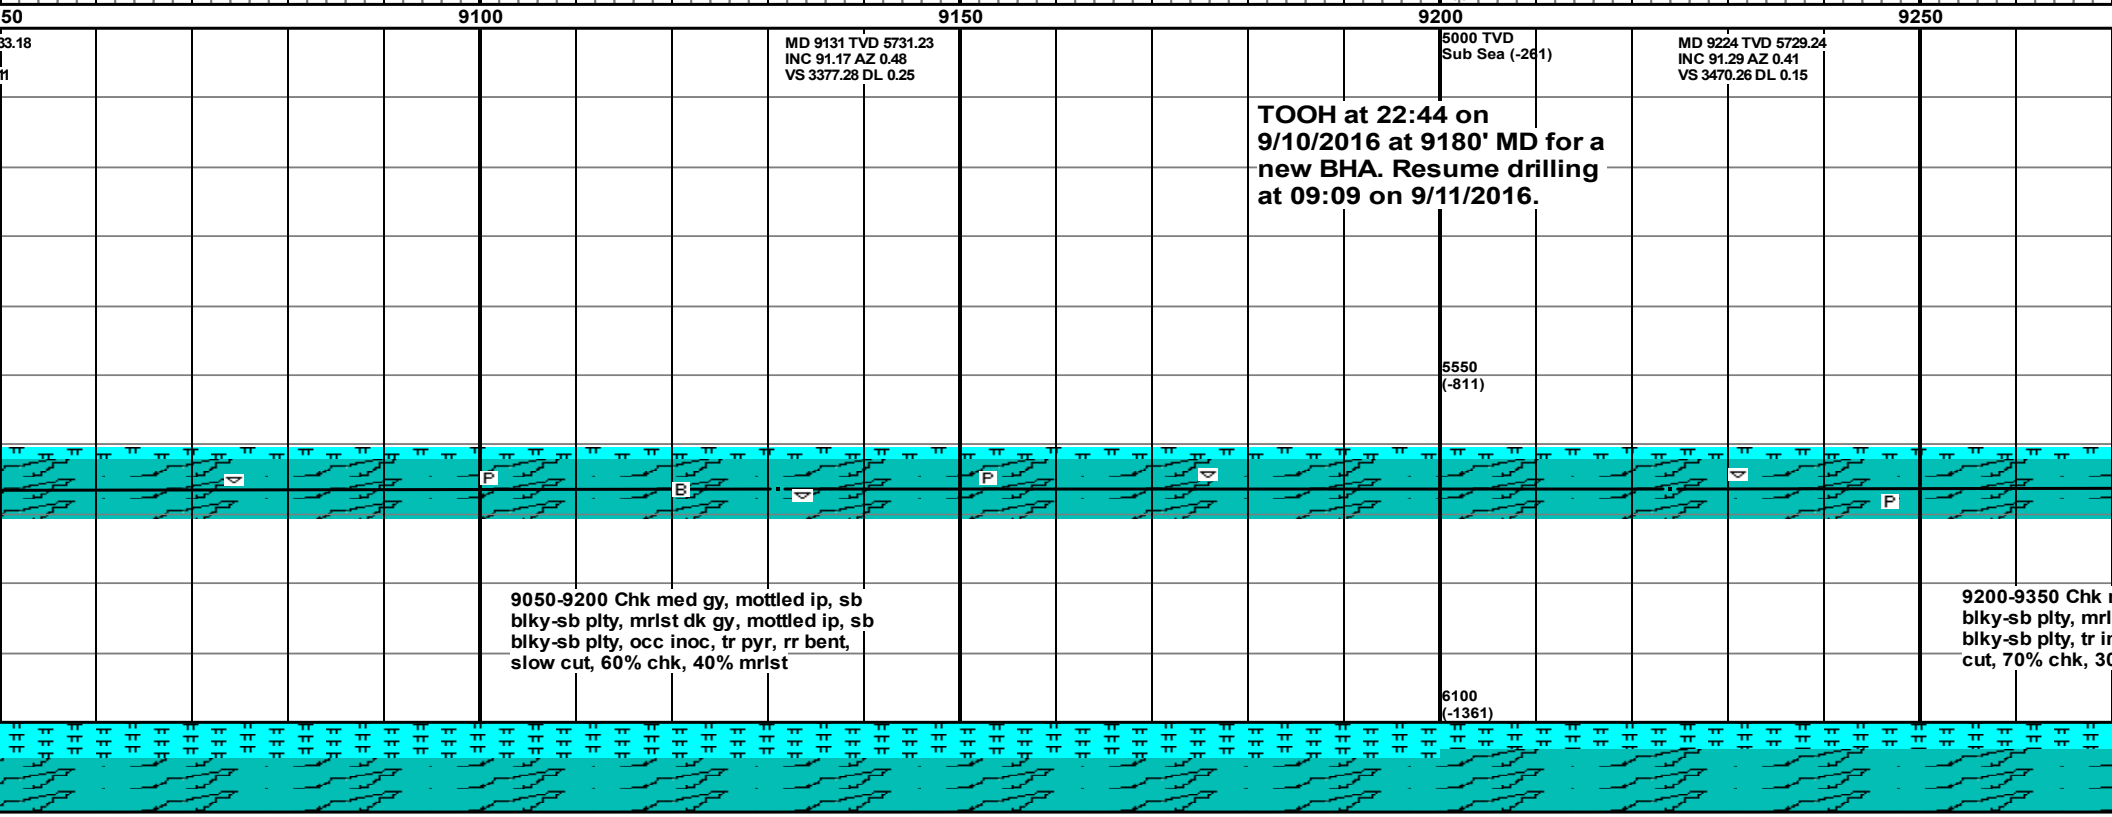 50 9100 9150 9200 9250
33.18
11
MD 9131 TVD 5731.23
INC 91.17 AZ 0.48
VS 3377.28 DL 0.25
5000 TVD
Sub Sea (-261)
MD 9224 TVD 5729.24
INC 91.29 AZ 0.41
VS 3470.26 DL 0.15
TOOH at 22:44 on
9/10/2016 at 9180' MD for a
new BHA. Resume drilling
at 09:09 on 9/11/2016.
5550
(-811)
P
B
P
P
9050-9200 Chk med gy, mottled ip, sb
blky-sb plty, mrlst dk gy, mottled ip, sb
blky-sb plty, occ inoc, tr pyr, rr bent,
slow cut, 60% chk, 40% mrlst
9200-9350 Chk
blky-sb plty, mrl
blky-sb plty, tr
cut, 70% chk, 30
6100
(-1361)